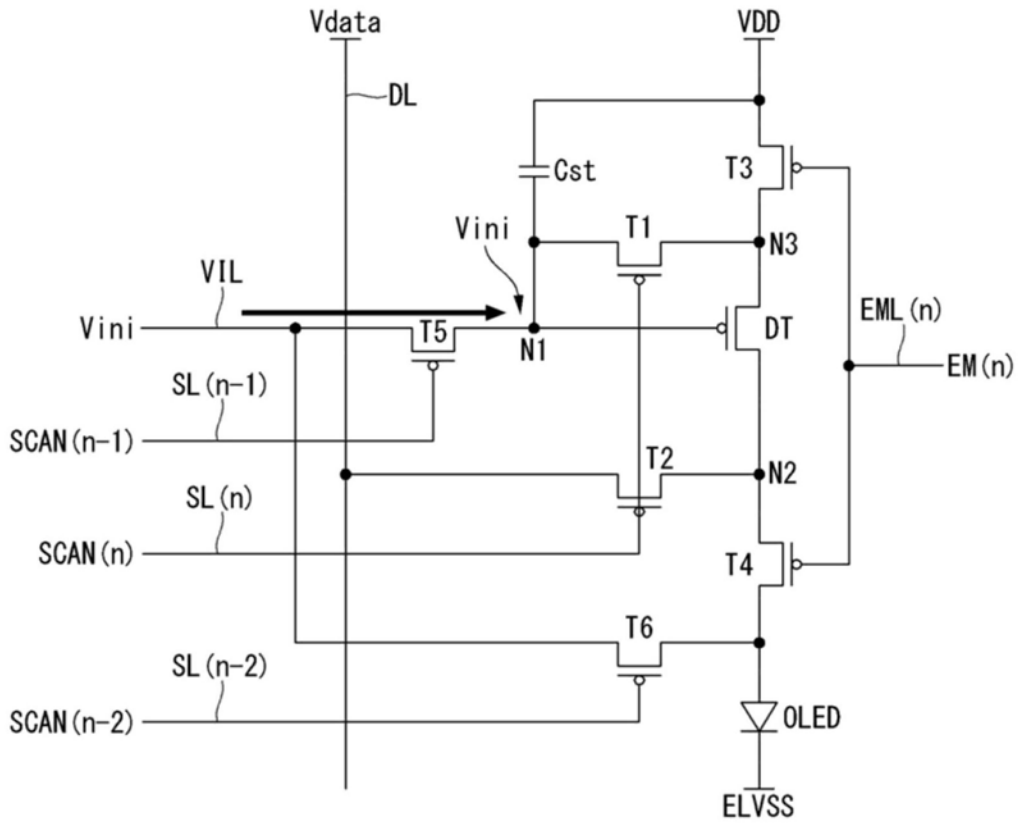 Vdata
VDD
DL
T3
Cst
Vini
T1
N3
VIL
EML(n)
Vini
T5
N1
DT
EM(n)
SL(n-1)
SCAN(n-1)
T2
N2
SL(n)
SCAN(n)
T4
T6
SL(n-2)
SCAN(n-2)
OLED
ELVSS